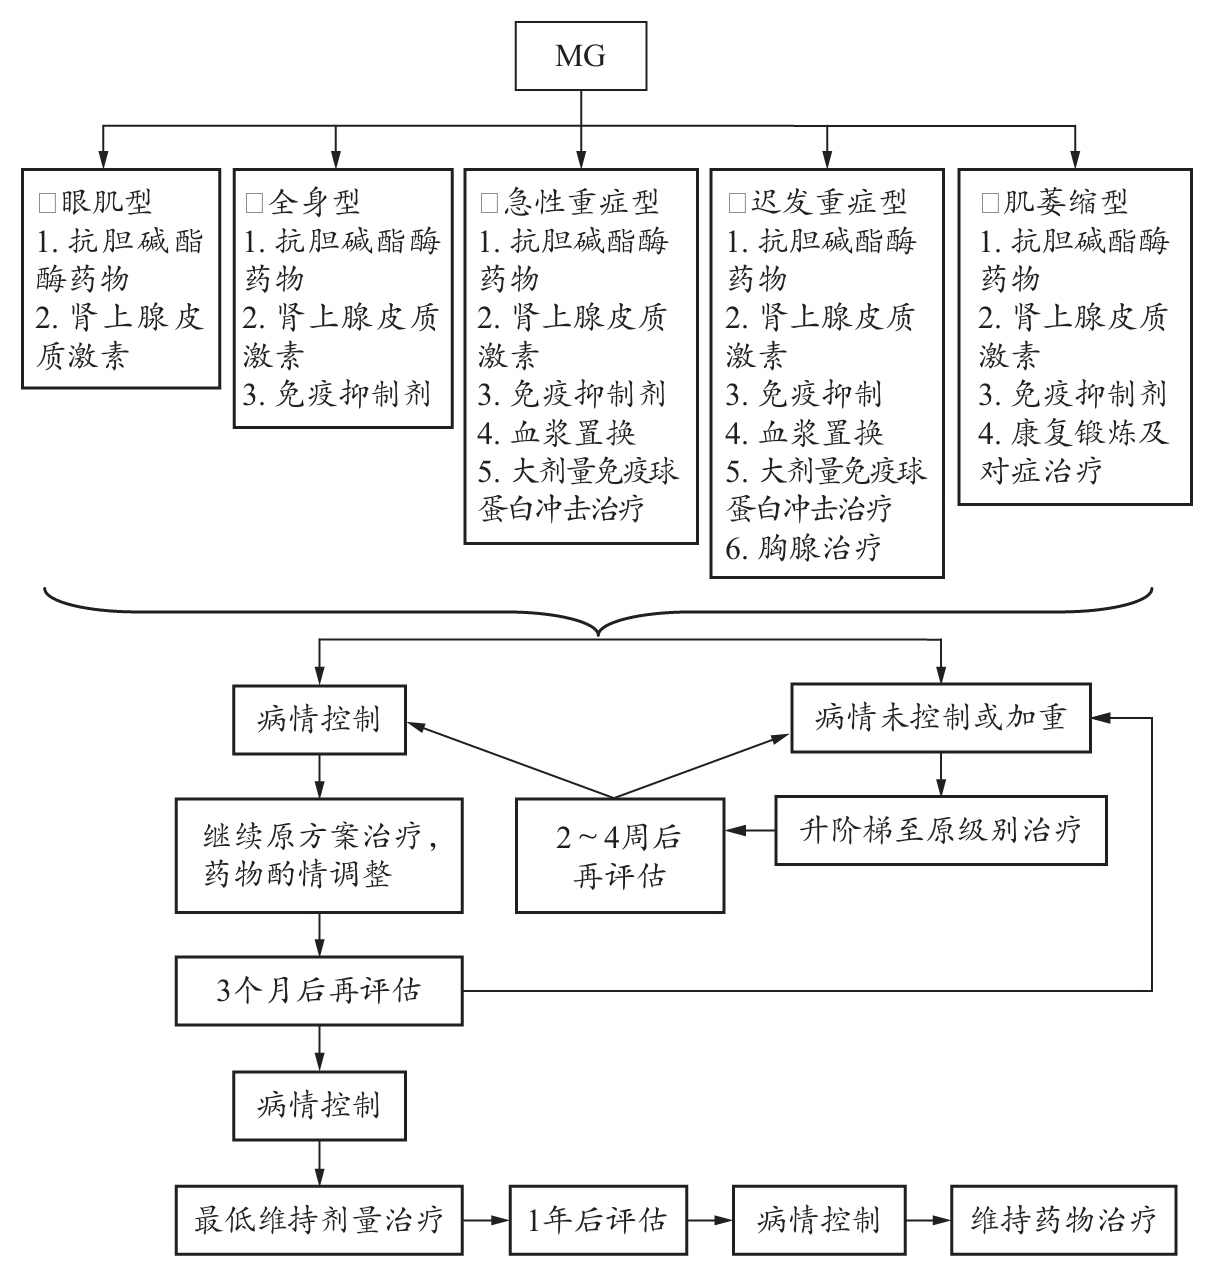 MG
□眼肌型
1. 抗胆碱酯
酶药物
2. 肾上腺皮
质激素
□全身型
1. 抗胆碱酯酶
药物
2. 肾上腺皮质
激素
3. 免疫抑制剂
□急性重症型
1. 抗胆碱酯酶
药物
2. 肾上腺皮质
激素
3. 免疫抑制剂
4. 血浆置换
5. 大剂量免疫球
蛋白冲击治疗
□迟发重症型
1. 抗胆碱酯酶
药物
2. 肾上腺皮质
激素
3. 免疫抑制
4. 血浆置换
5. 大剂量免疫球
蛋白冲击治疗
6. 胸腺治疗
□肌萎缩型
1. 抗胆碱酯酶
药物
2. 肾上腺皮质
激素
3. 免疫抑制剂
4. 康复锻炼及
对症治疗
病情控制
病情未控制或加重
继续原方案治疗，
药物酌情调整
2～4周后
再评估
升阶梯至原级别治疗
3个月后再评估
病情控制
最低维持剂量治疗
1年后评估
病情控制
维持药物治疗